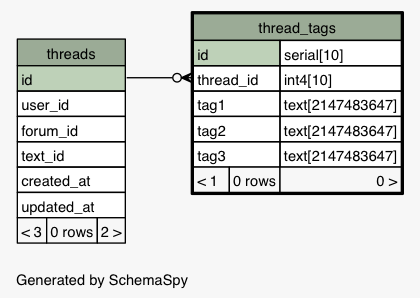 threads
id
user_id
forum_id
text_id
created_at
updated_at
< 3 0 rows 2 >
thread_tags
id serial[10]
thread_id int4[10]
tag1 text[2147483647]
tag2 text[2147483647]
tag3 text[2147483647]
< 1 0 rows 0 >
Generated by SchemaSpy